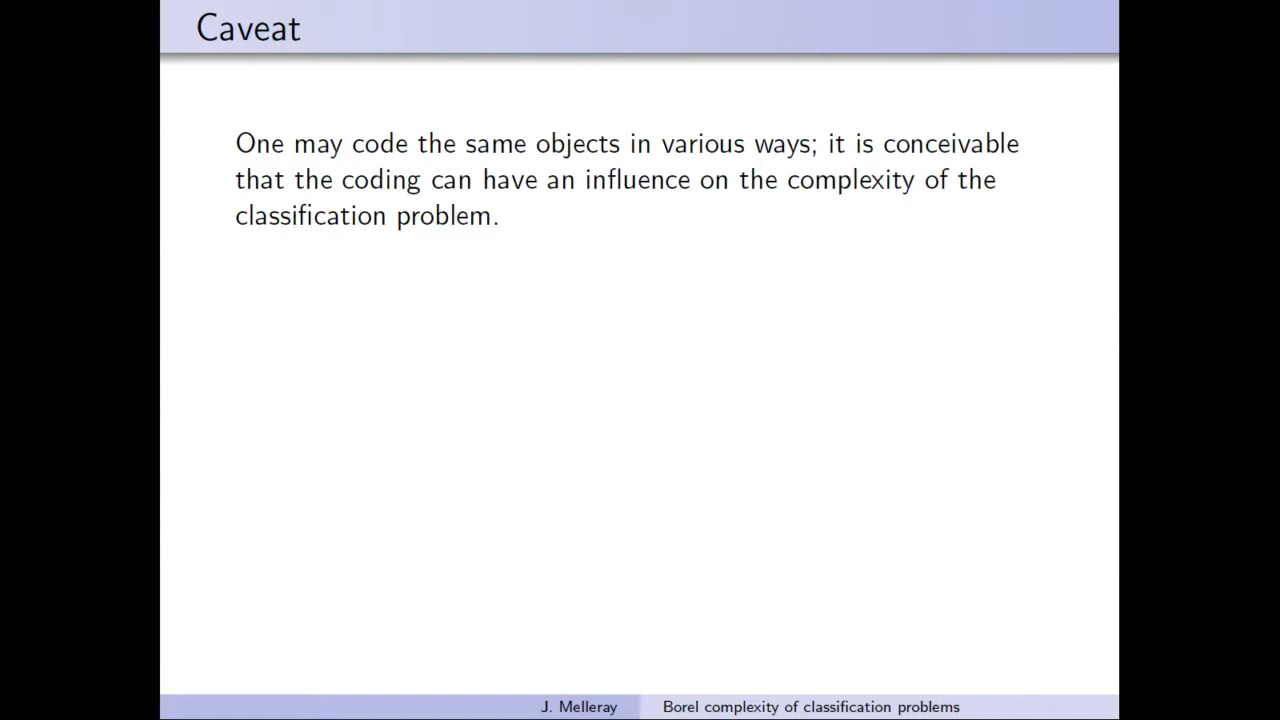 Caveat
One may code the same objects in various ways; it is conceivable
that the coding can have an influence on the complexity of the
classification problem.
J. Melleray Borel complexity of classification problems